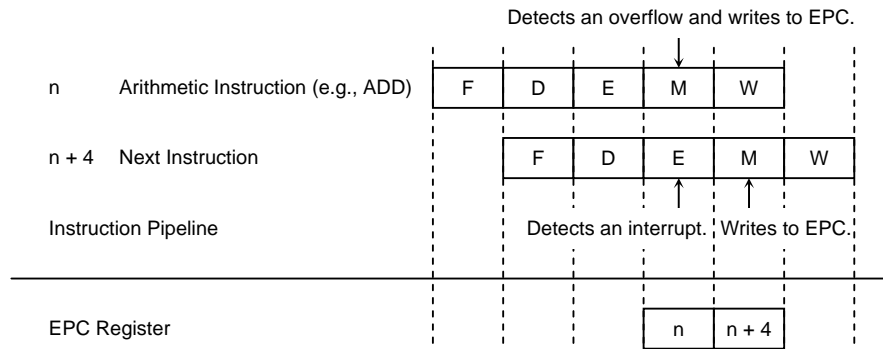 Detects an overflow and writes to EPC.
n Arithmetic Instruction (e.g., ADD) F D E M W
n + 4 Next Instruction F D E M W
Instruction Pipeline Detects an interrupt. Writes to EPC.
EPC Register n n + 4